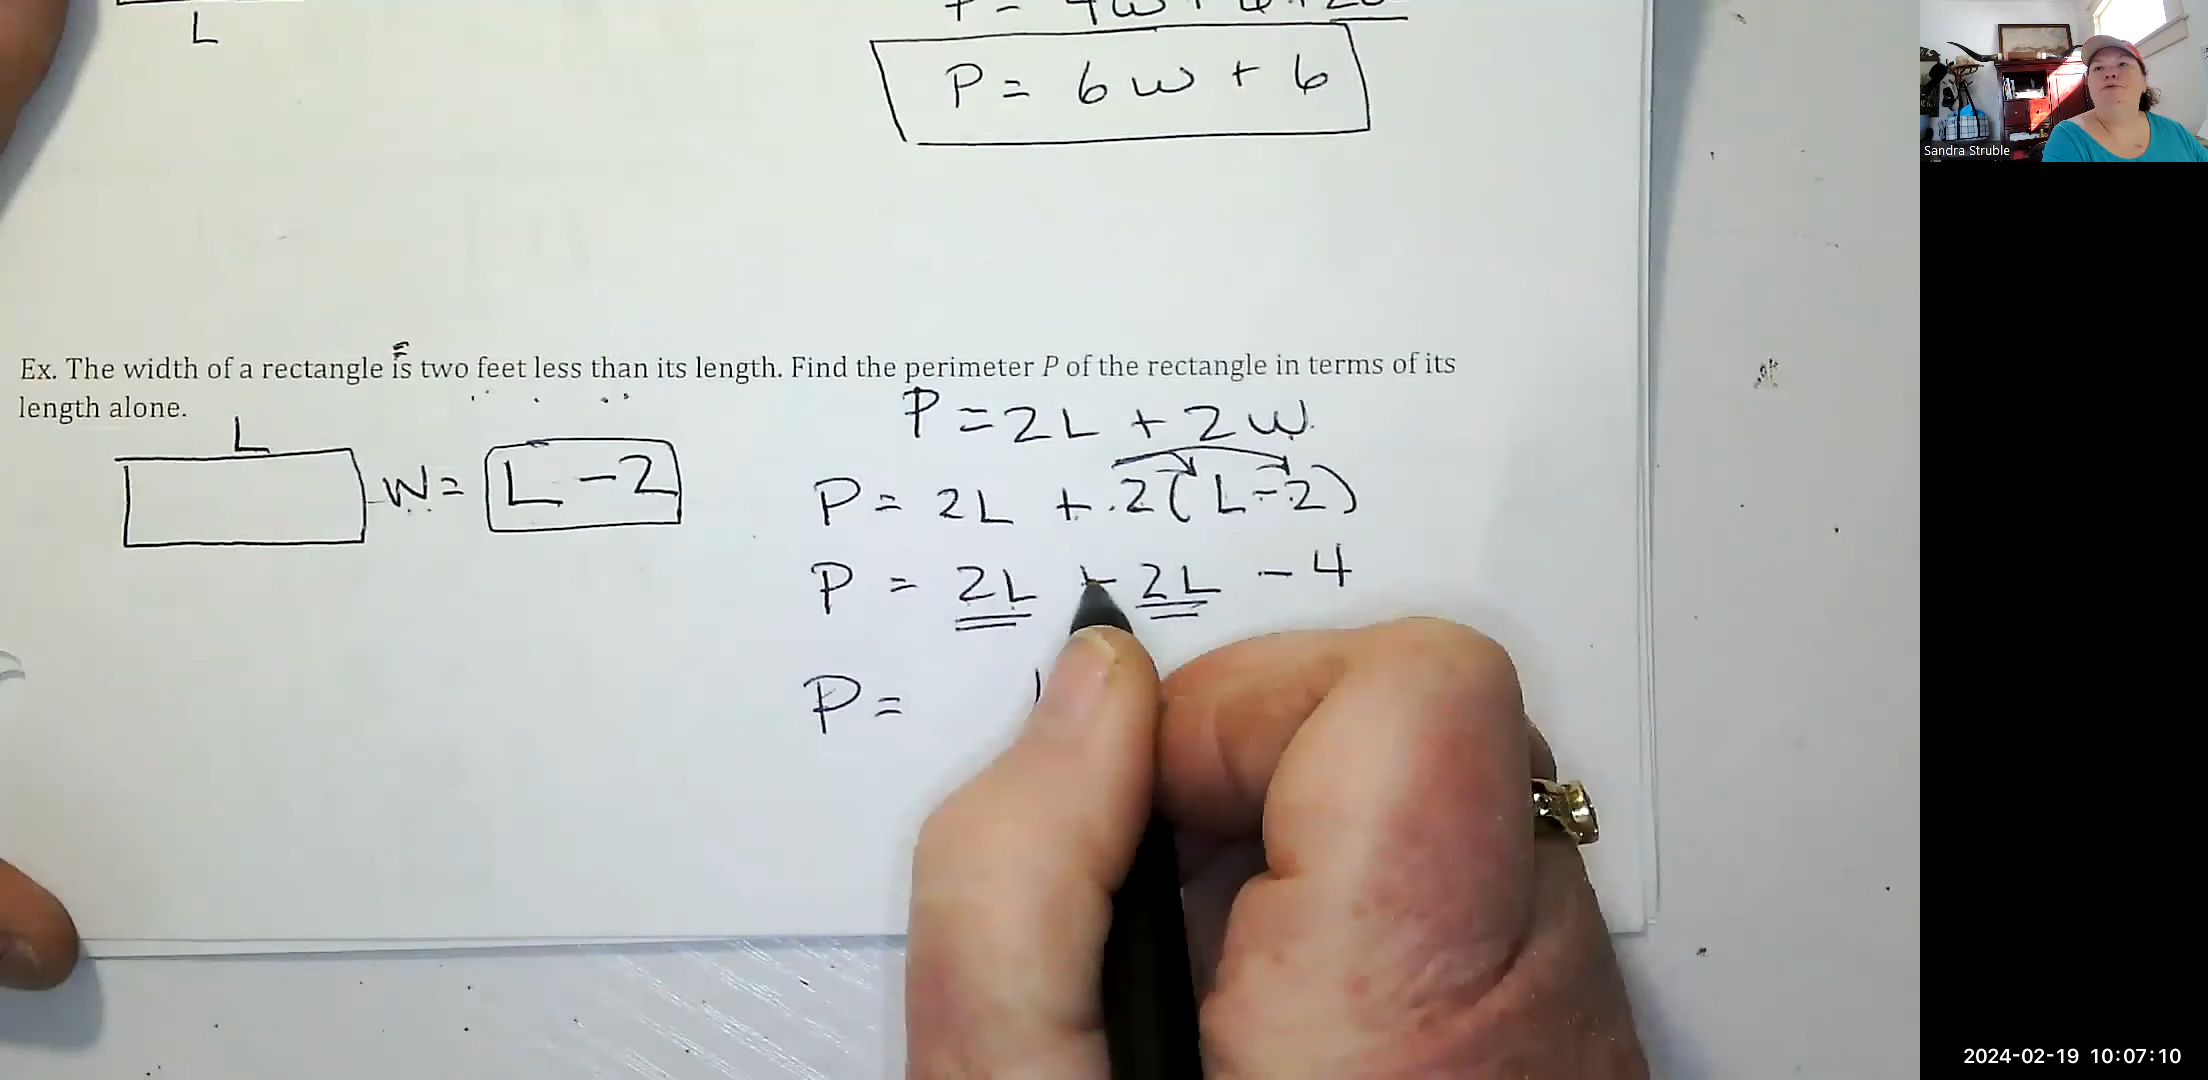 L
P = 6w + 6
Sandra Struble
Ex. The width of a rectangle is two feet less than its length. Find the perimeter P of the rectangle in terms of its
length alone.
=
P = 2L + 2W
L
W = L - 2
P = 2L + 2(L-2)
P = 2L + 2L - 4
P =
2024-02-19 10:07:10